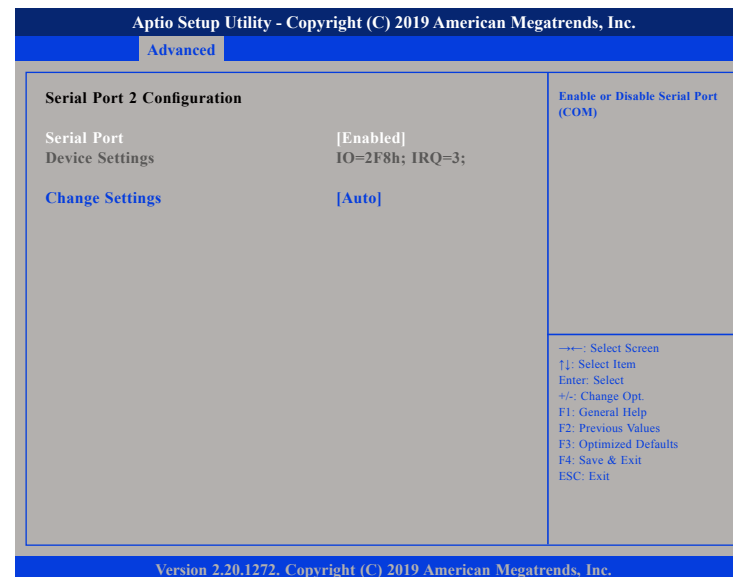 Aptio Setup Utility - Copyright (C) 2019 American Megatrends, Inc.
Advanced
Serial Port 2 Configuration
Serial Port [Enabled]
Device Settings IO=2F8h; IRQ=3;
Change Settings [Auto]
Enable or Disable Serial Port
(COM)
→←: Select Screen
↑↓: Select Item
Enter: Select
+/-: Change Opt.
F1: General Help
F2: Previous Values
F3: Optimized Defaults
F4: Save & Exit
ESC: Exit
Version 2.20.1272. Copyright (C) 2019 American Megatrends, Inc.